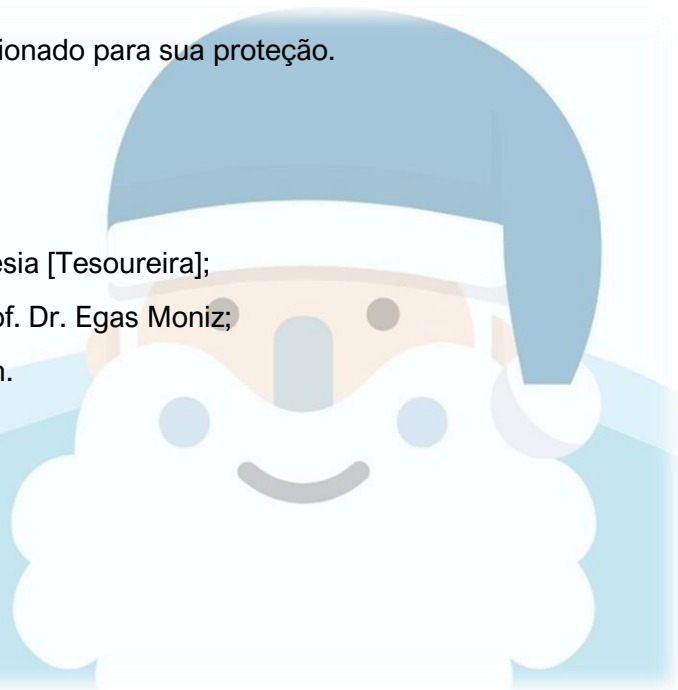 ionado para sua proteção.
esia [Tesoureira];
of. Dr. Egas Moniz;
n.